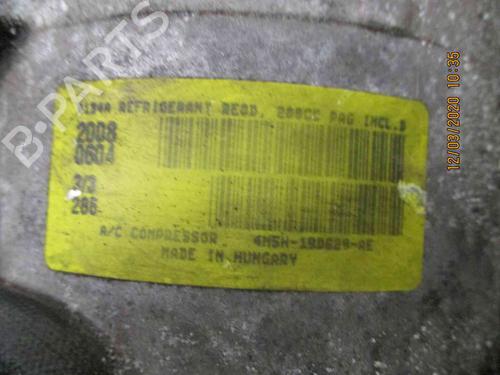 R134A REFRIGERANT REQD, 200CC PAG INCL.D
2008
0604
3/3
286
A/C COMPRESSOR 4M5H-19D629-AE
MADE IN HUNGARY
12/03/2020 10:35
B-PARTS